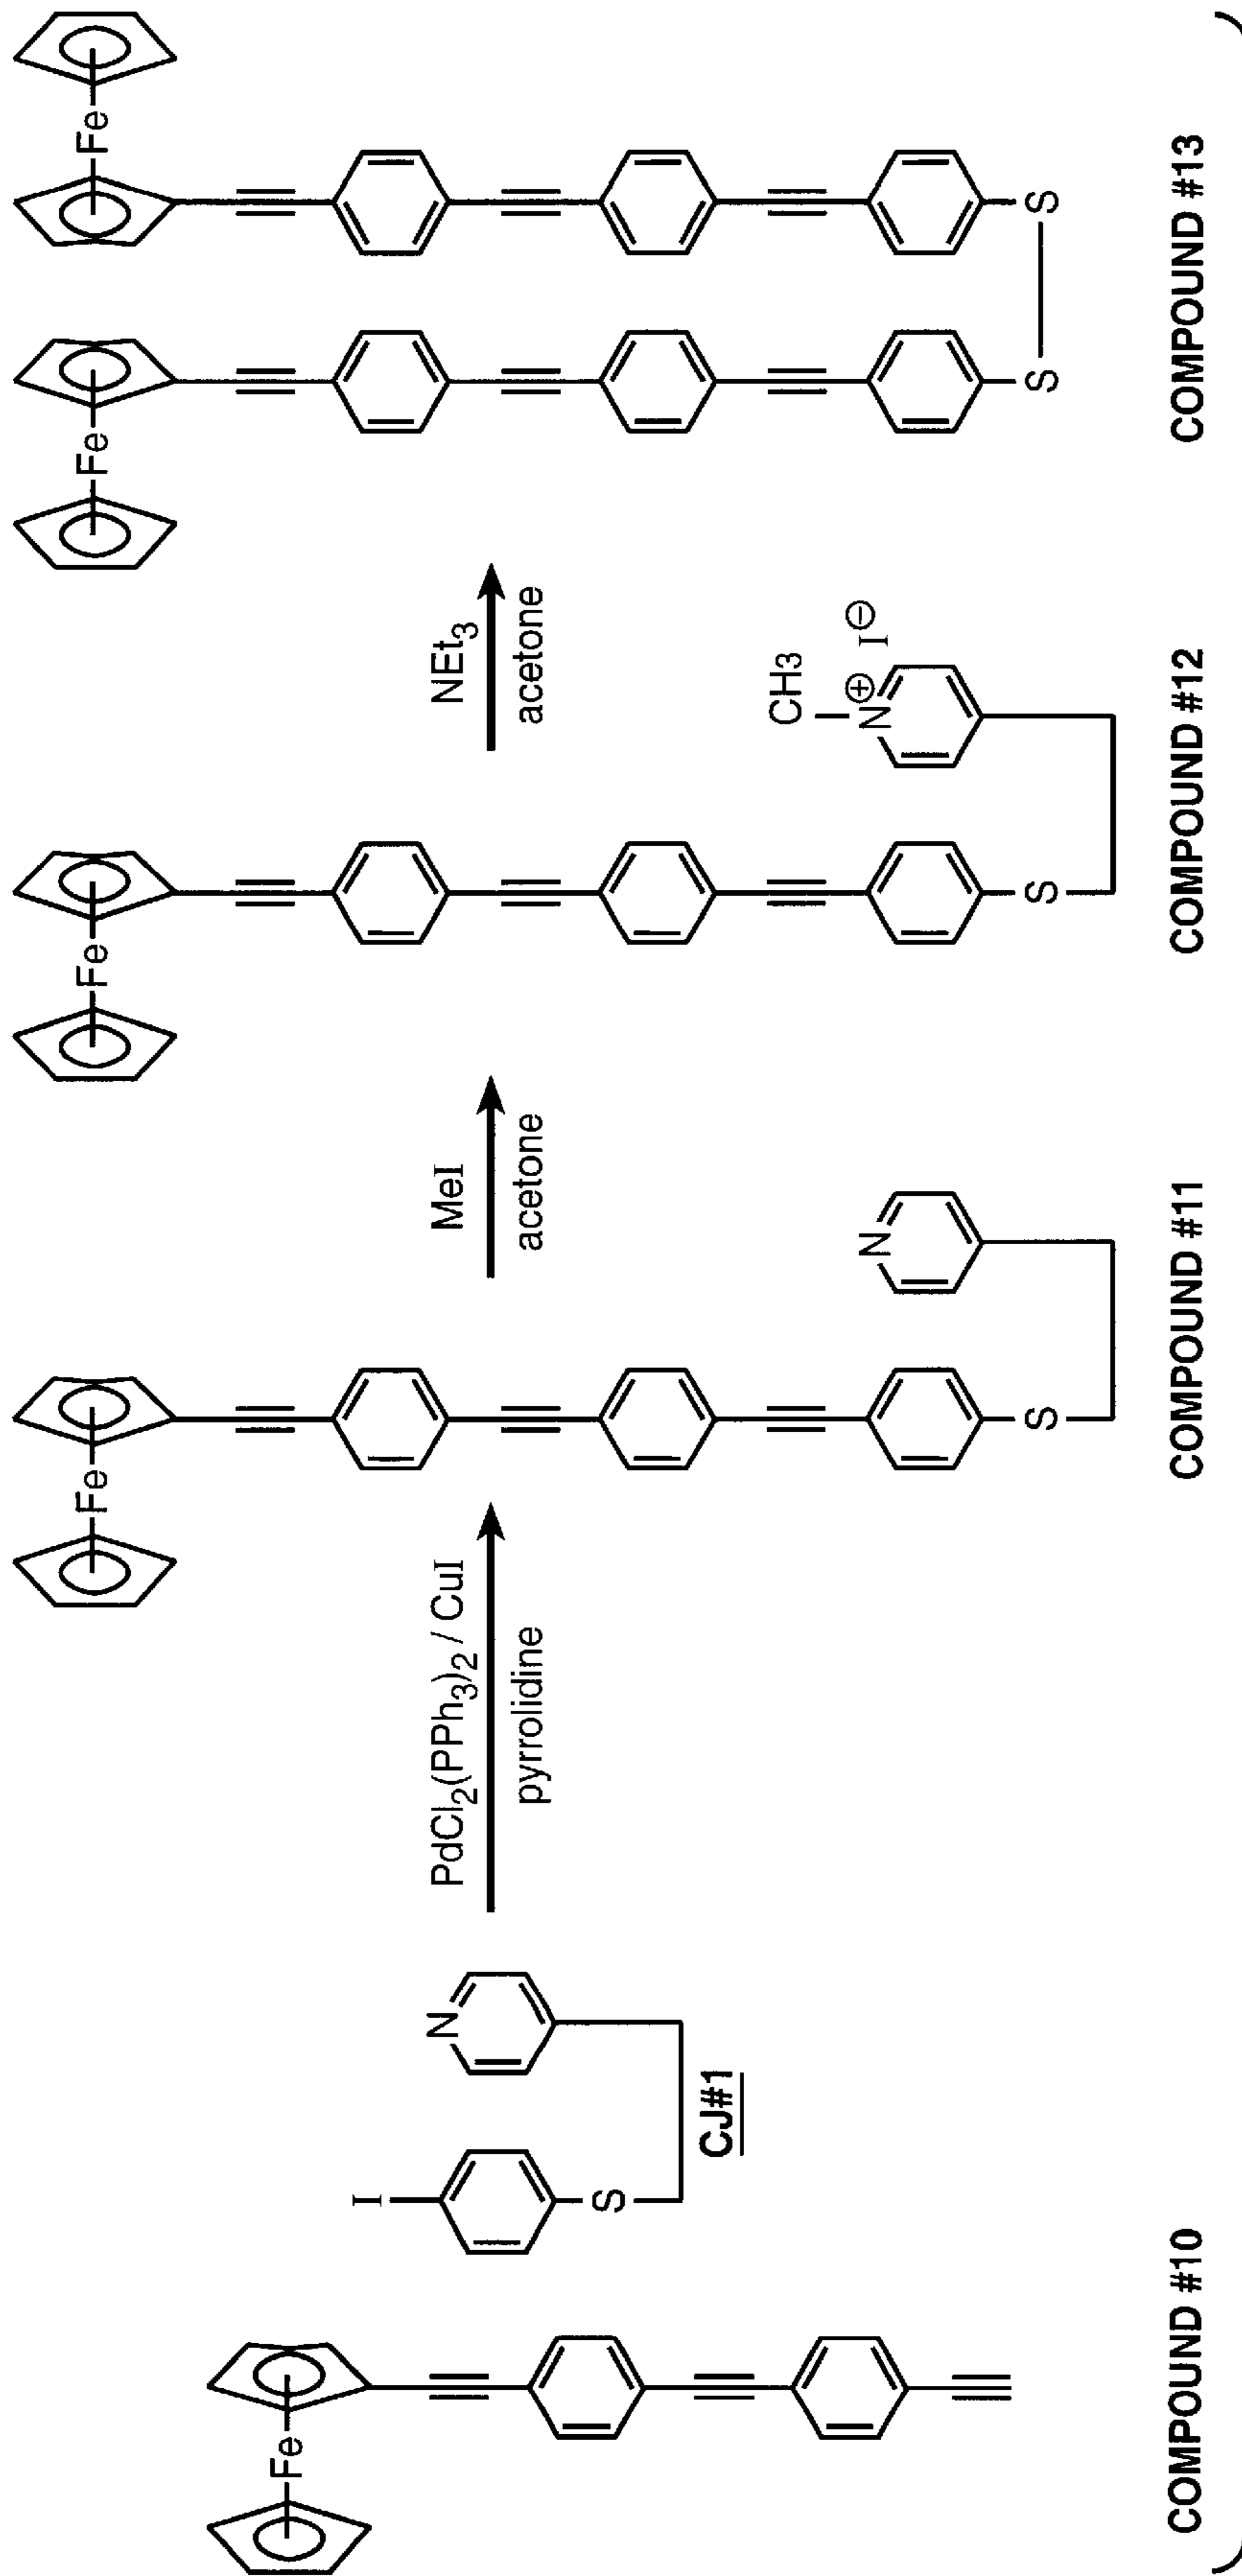 Fe
COMPOUND #10
I
S
N
CJ#1
PdCl2(PPh3)2 / CuI
pyrrolidine
Fe
S
N
COMPOUND #11
MeI
acetone
Fe
S
CH3
N ⊕ I ⊖
COMPOUND #12
NEt3
acetone
Fe
Fe
S S
COMPOUND #13